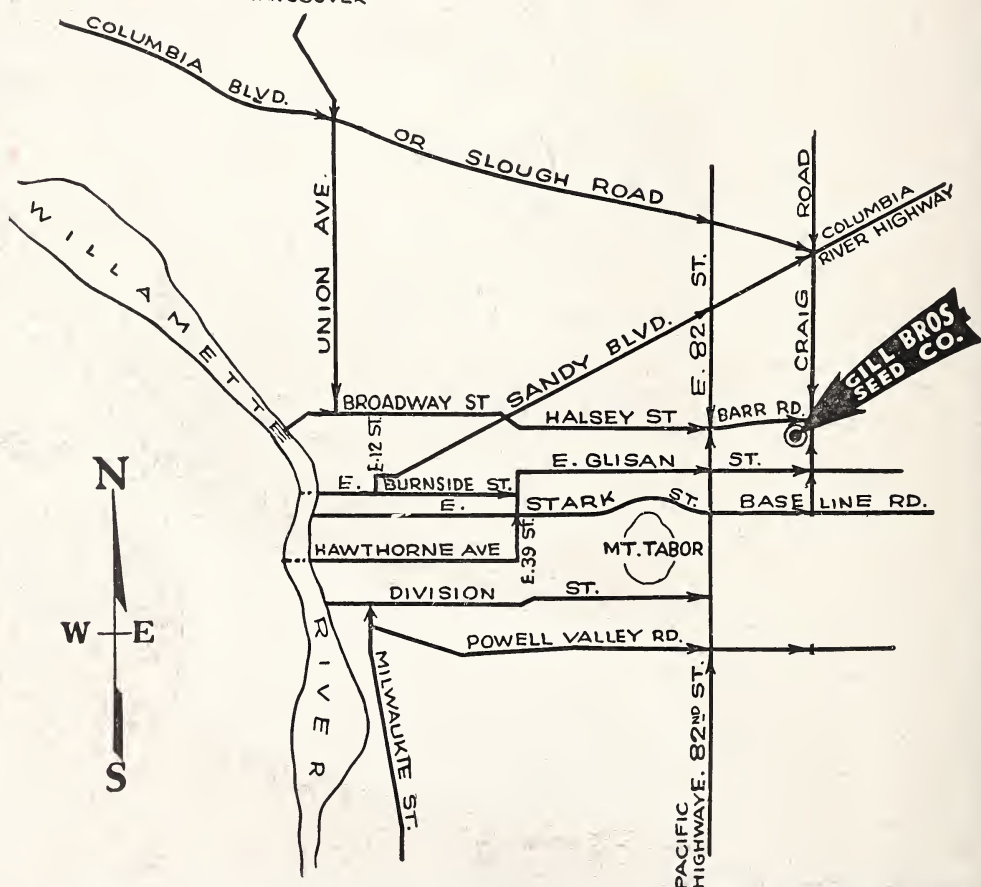 VANCOUVER
COLUMBIA BLVD.
OR SLOUGH ROAD
UNION AVE.
WILLAMETTE
RIVER
E. 82 ST.
CRAIG ROAD
COLUMBIA
RIVER HIGHWAY
SANDY BLVD.
GILL BROS
SEED CO.
BROADWAY ST
HALSEY ST
BARR RD.
E.12 ST.
E. GLISAN ST.
E. BURNSIDE ST.
E. STARK ST.
BASE LINE RD.
HAWTHORNE AVE
E.39 ST.
MT. TABOR
DIVISION ST.
POWELL VALLEY RD.
MILWAUKIE ST.
PACIFIC
HIGHWAY E. 82ND ST.
N
W E
S